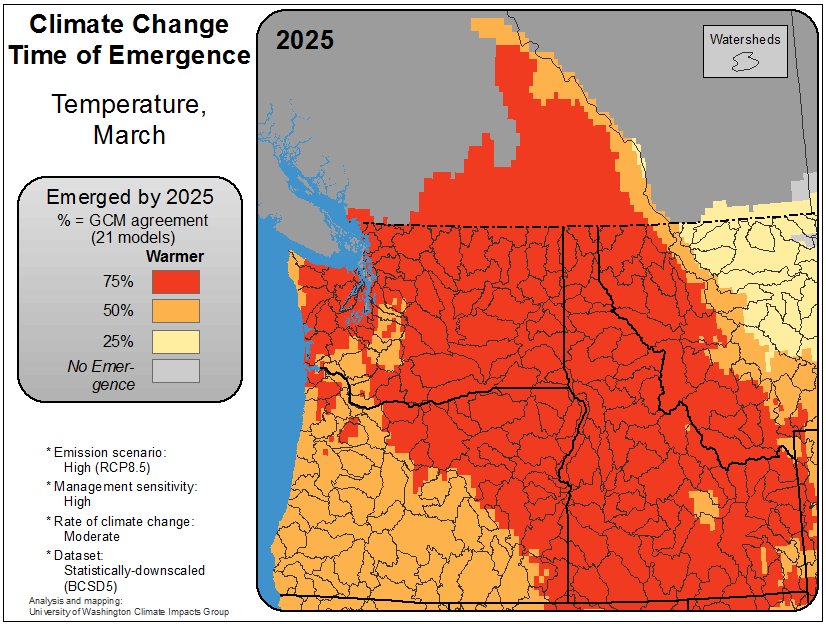 Climate Change
Time of Emergence
Temperature,
March
Emerged by 2025
% = GCM agreement
(21 models)
Warmer
75%
50%
25%
No Emer-
gence
* Emission scenario:
High (RCP8.5)
* Management sensitivity:
High
* Rate of climate change:
Moderate
* Dataset:
Statistically-downscaled
(BCSD5)
Analysis and mapping:
University of Washington Climate Impacts Group
2025
Watersheds